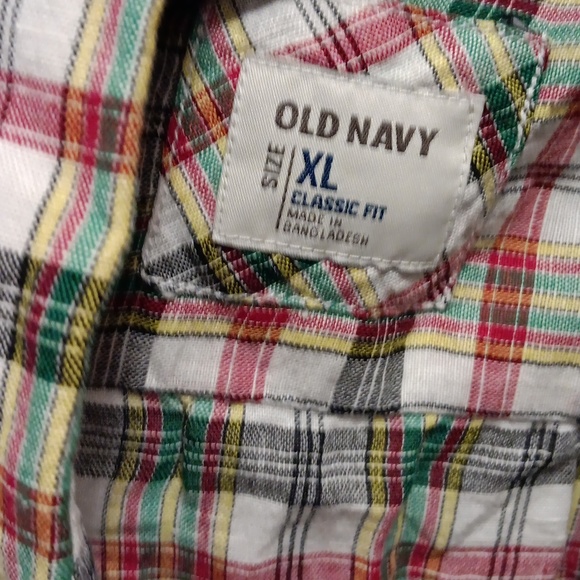 OLD NAVY
SIZE
XL
CLASSIC FIT
MADE IN
BANGLADESH